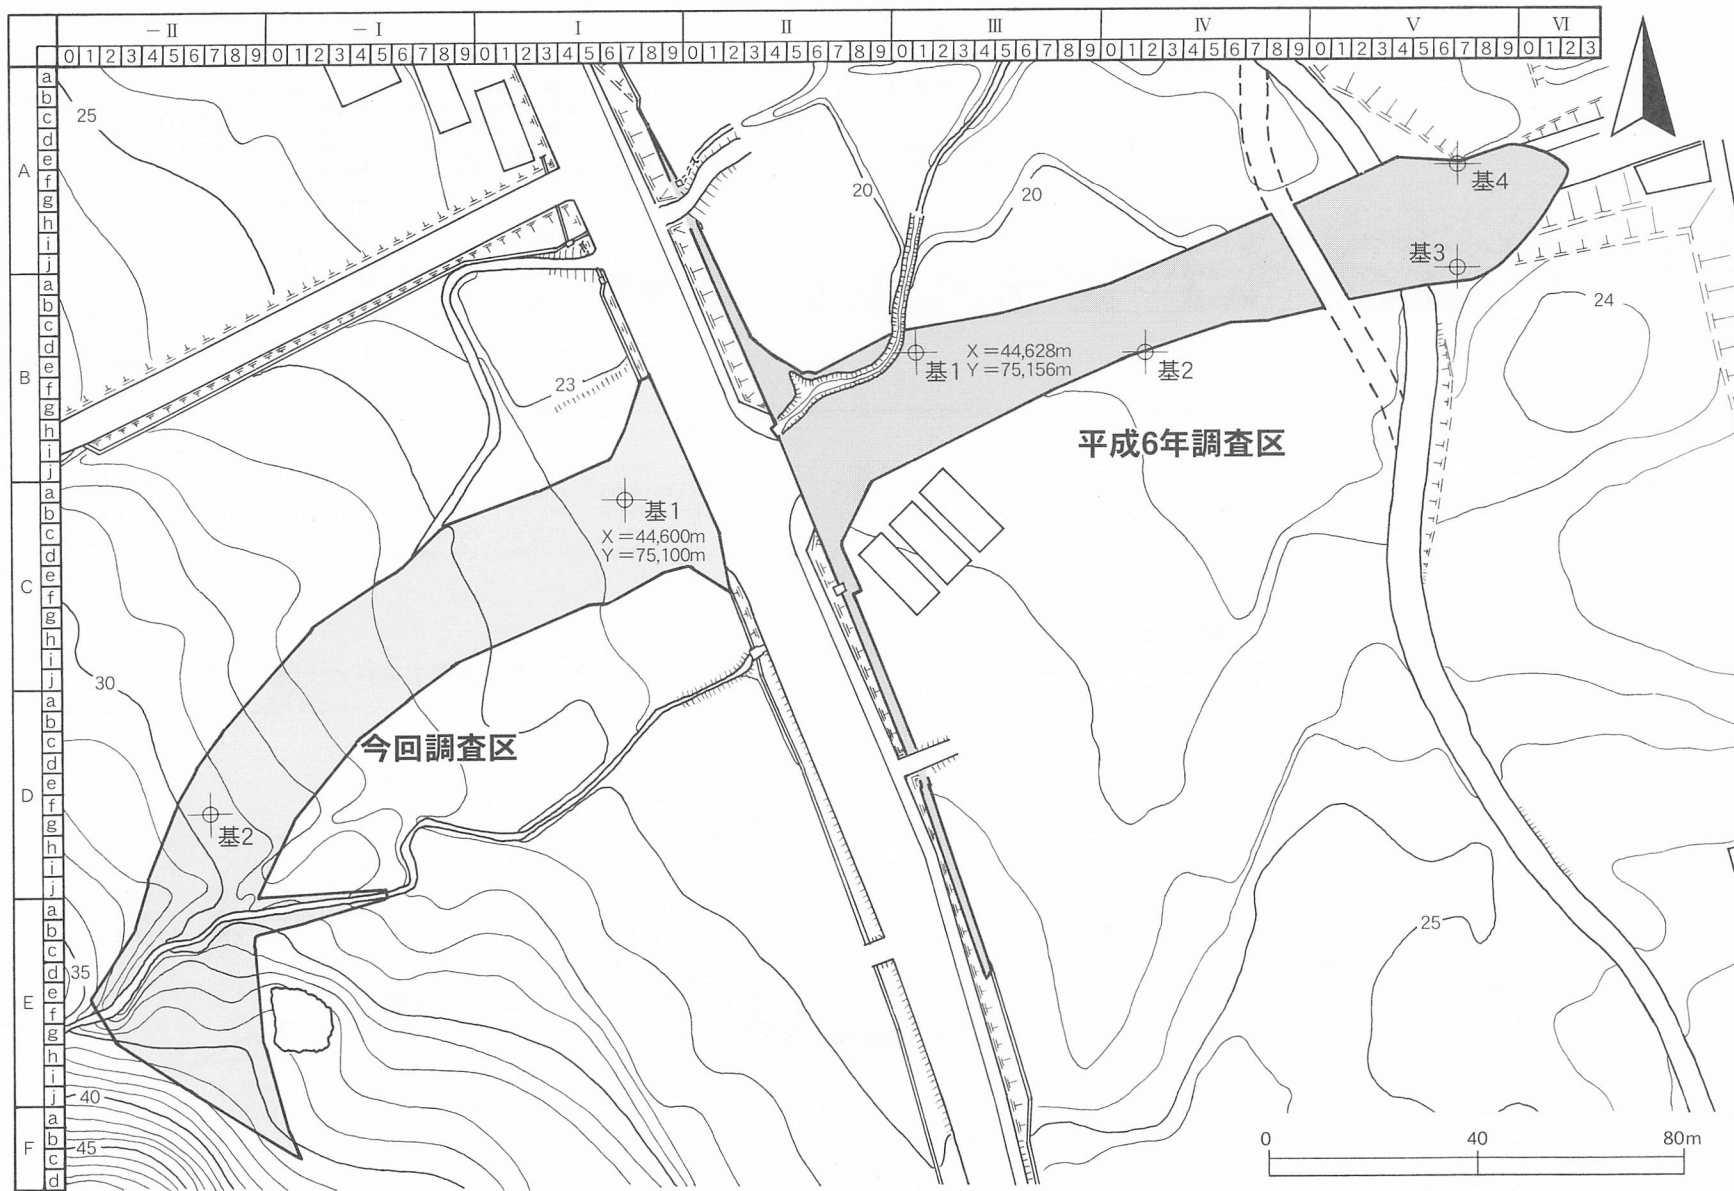 －Ⅱ －Ⅰ Ⅰ Ⅱ Ⅲ Ⅳ Ⅴ Ⅵ
0 1 2 3 4 5 6 7 8 9 0 1 2 3 4 5 6 7 8 9 0 1 2 3 4 5 6 7 8 9 0 1 2 3 4 5 6 7 8 9 0 1 2 3 4 5 6 7 8 9 0 1 2 3 4 5 6 7 8 9 0 1 2 3 4 5 6 7 8 9 0 1 2 3
A
a
b
c
d
e
f
g
h
i
j
B
a
b
c
d
e
f
g
h
i
j
C
a
b
c
d
e
f
g
h
i
j
D
a
b
c
d
e
f
g
h
i
j
E
a
b
c
d
e
f
g
h
i
j
F
a
b
c
d
25
20
20
基4
基3
24
23
基1
X＝44,628m
Y＝75,156m
基2
平成6年調査区
基1
X＝44,600m
Y＝75,100m
30
今回調査区
基2
25
35
40
45
0 40 80m